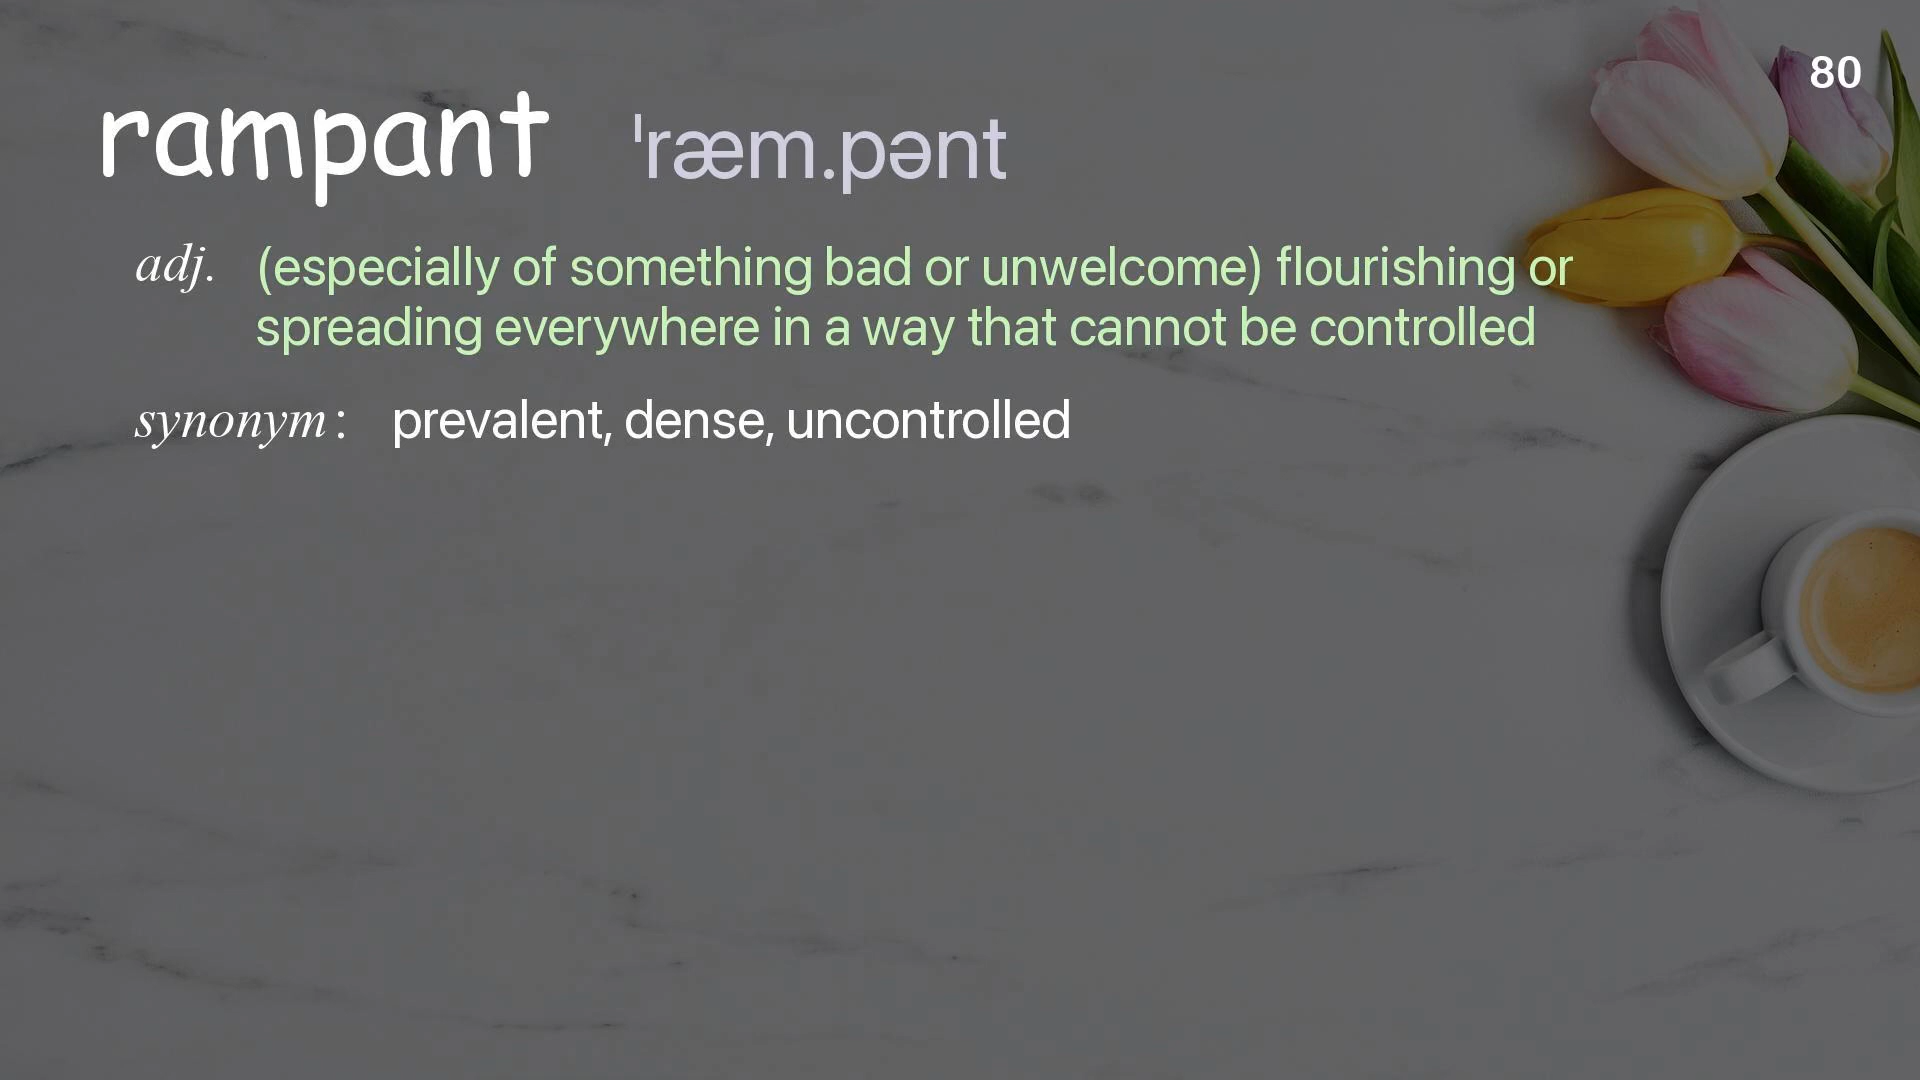 80
rampant ˈræm.pənt
adj. (especially of something bad or unwelcome) flourishing or
spreading everywhere in a way that cannot be controlled
synonym: prevalent, dense, uncontrolled